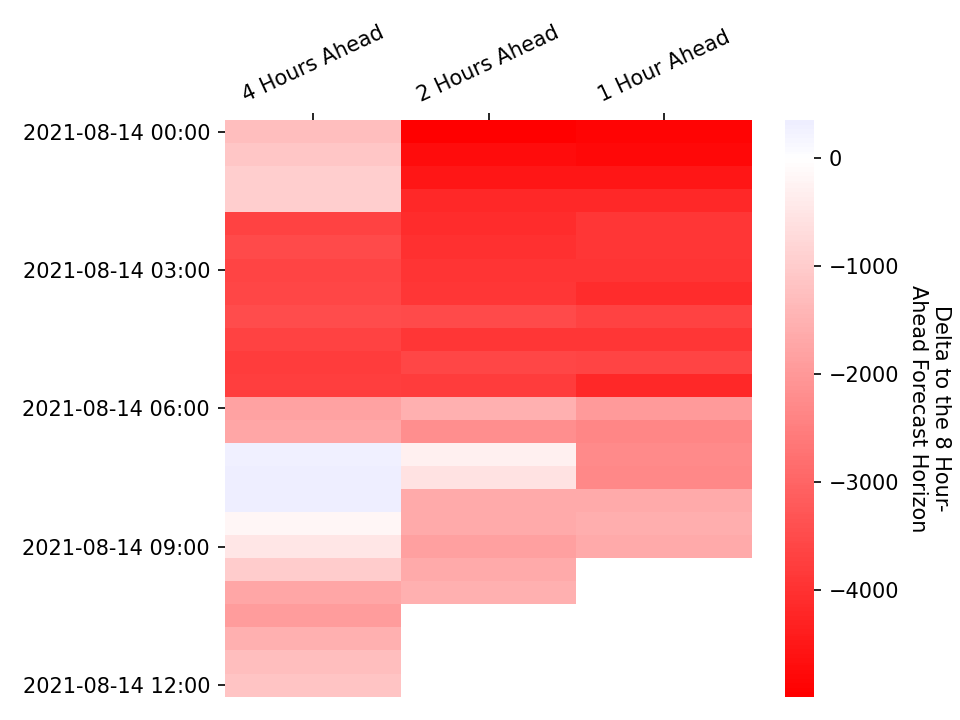 4 Hours Ahead
2 Hours Ahead
1 Hour Ahead
2021-08-14 00:00
2021-08-14 03:00
2021-08-14 06:00
2021-08-14 09:00
2021-08-14 12:00
0
−1000
−2000
−3000
−4000
Delta to the 8 Hour-
Ahead Forecast Horizon